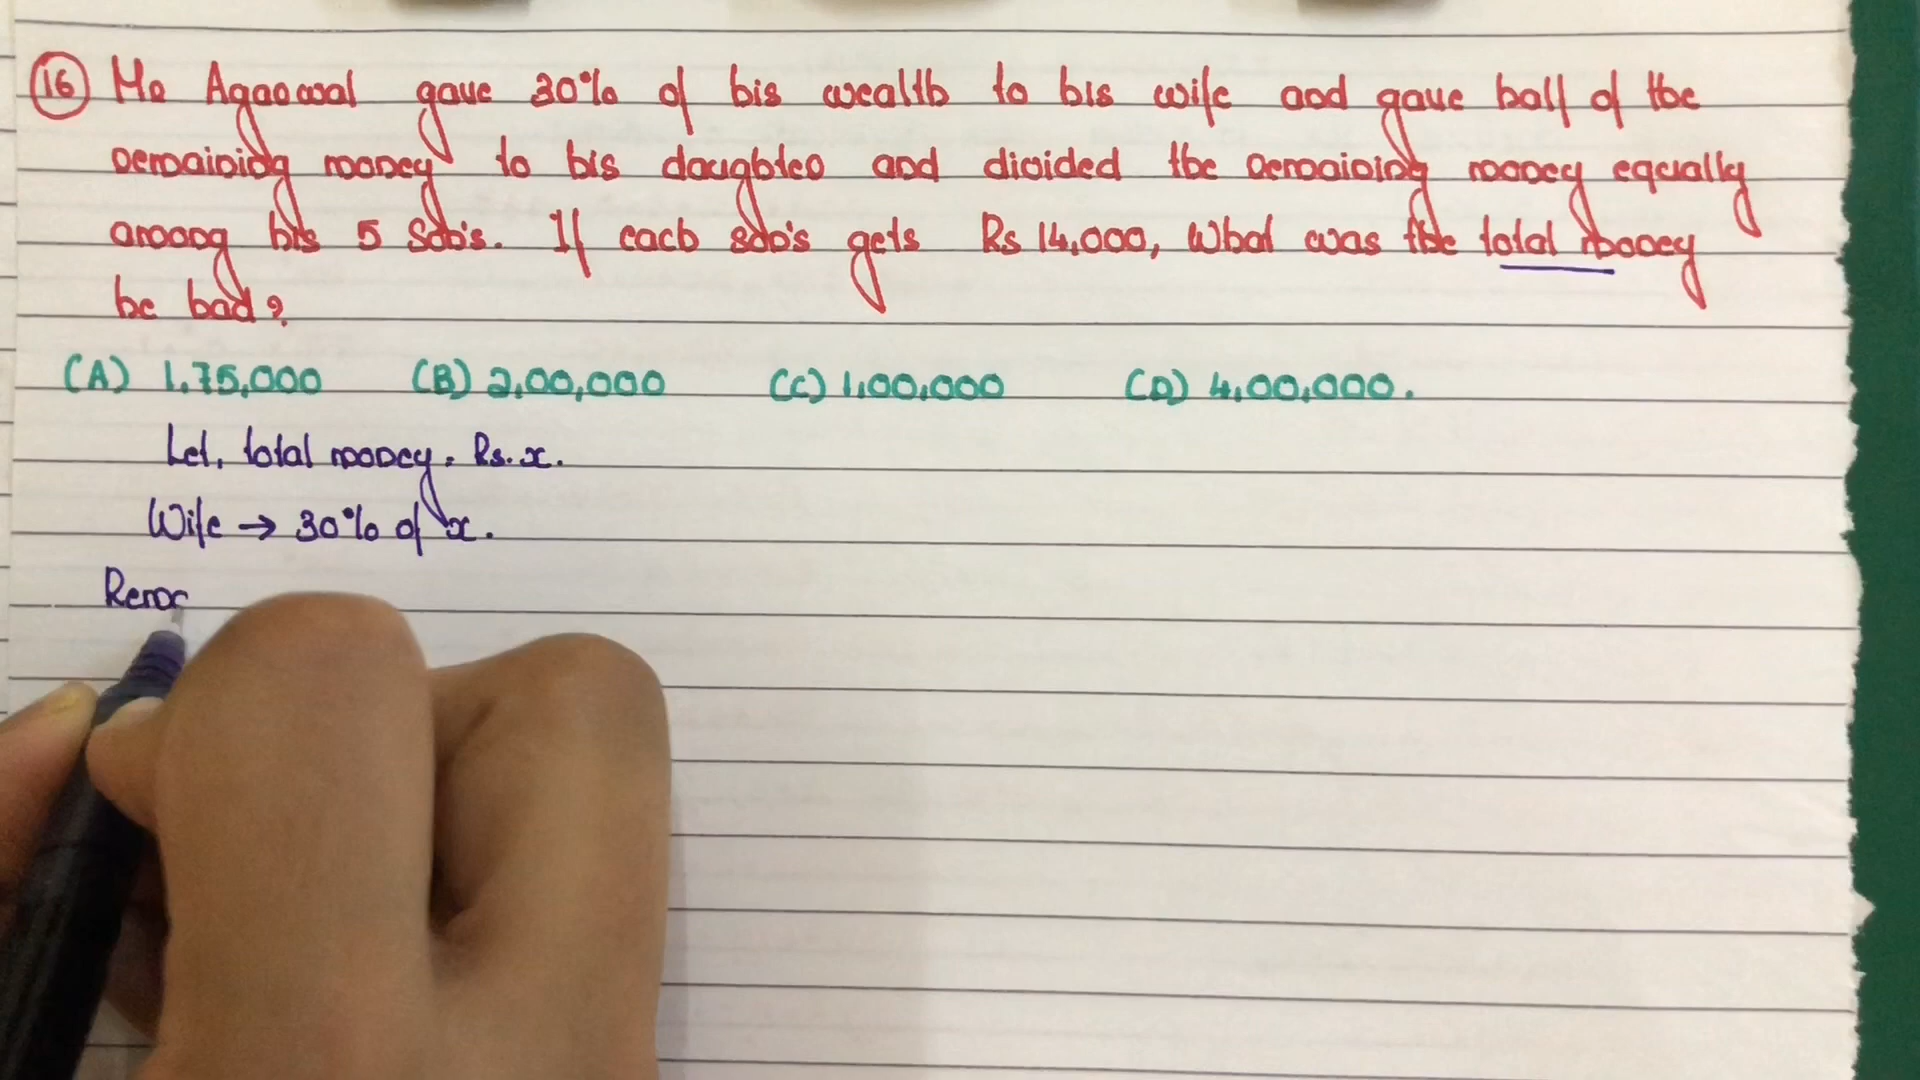 16 Mr Agarwal gave 30% of his wealth to his wife and gave half of the
remaining money to his daughter and divided the remaining money equally
among his 5 son's. If each son's gets Rs 14,000, What was the total money
he had?
(A) 1,75,000 (B) 2,00,000 (C) 1,00,000 (D) 4,00,000.
Let, total money = Rs. x.
Wife → 30% of x.
Rema